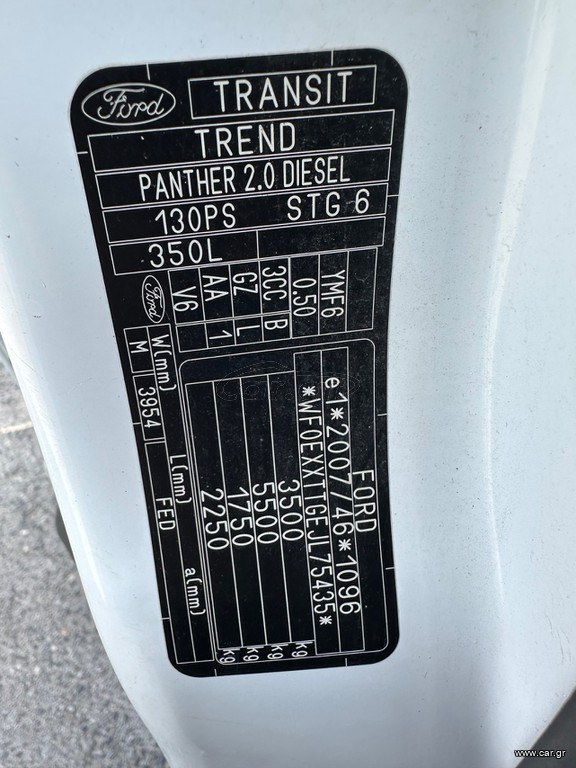 Ford TRANSIT
TREND
PANTHER 2.0 DIESEL
130PS STG 6
350L
Ford
YMF6
0.50
3CC B
GZ L
AA 1
V6
FORD
e1*2007/46*1096
*WF0EXXTTGEJL75435*
3500 kg
5500 kg
1750 kg
2250 kg
W(mm) L(mm) a(mm)
M 3954 FED
www.car.gr